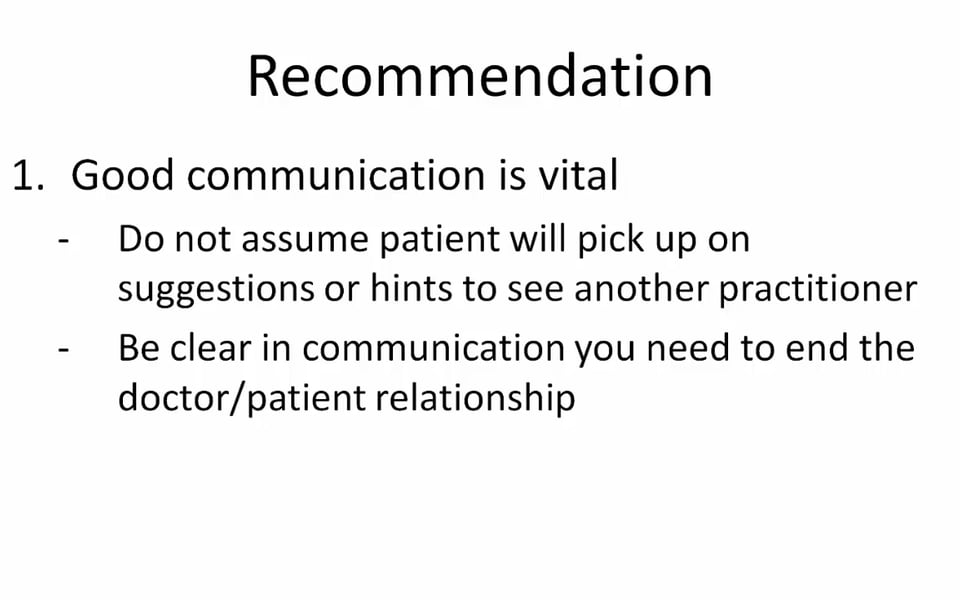 Recommendation
1. Good communication is vital
- Do not assume patient will pick up on
suggestions or hints to see another practitioner
- Be clear in communication you need to end the
doctor/patient relationship